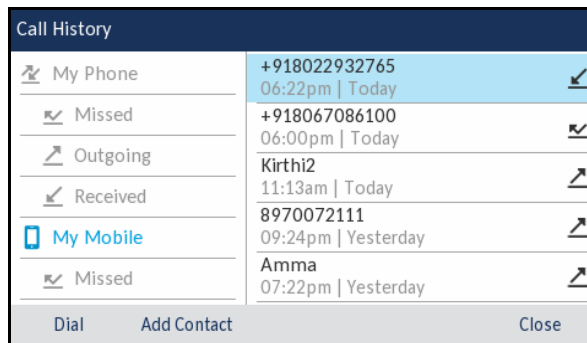 Call History
My Phone
Missed
Outgoing
Received
My Mobile
Missed
+918022932765
06:22pm | Today
+918067086100
06:00pm | Today
Kirthi2
11:13am | Today
8970072111
09:24pm | Yesterday
Amma
07:22pm | Yesterday
Dial Add Contact Close